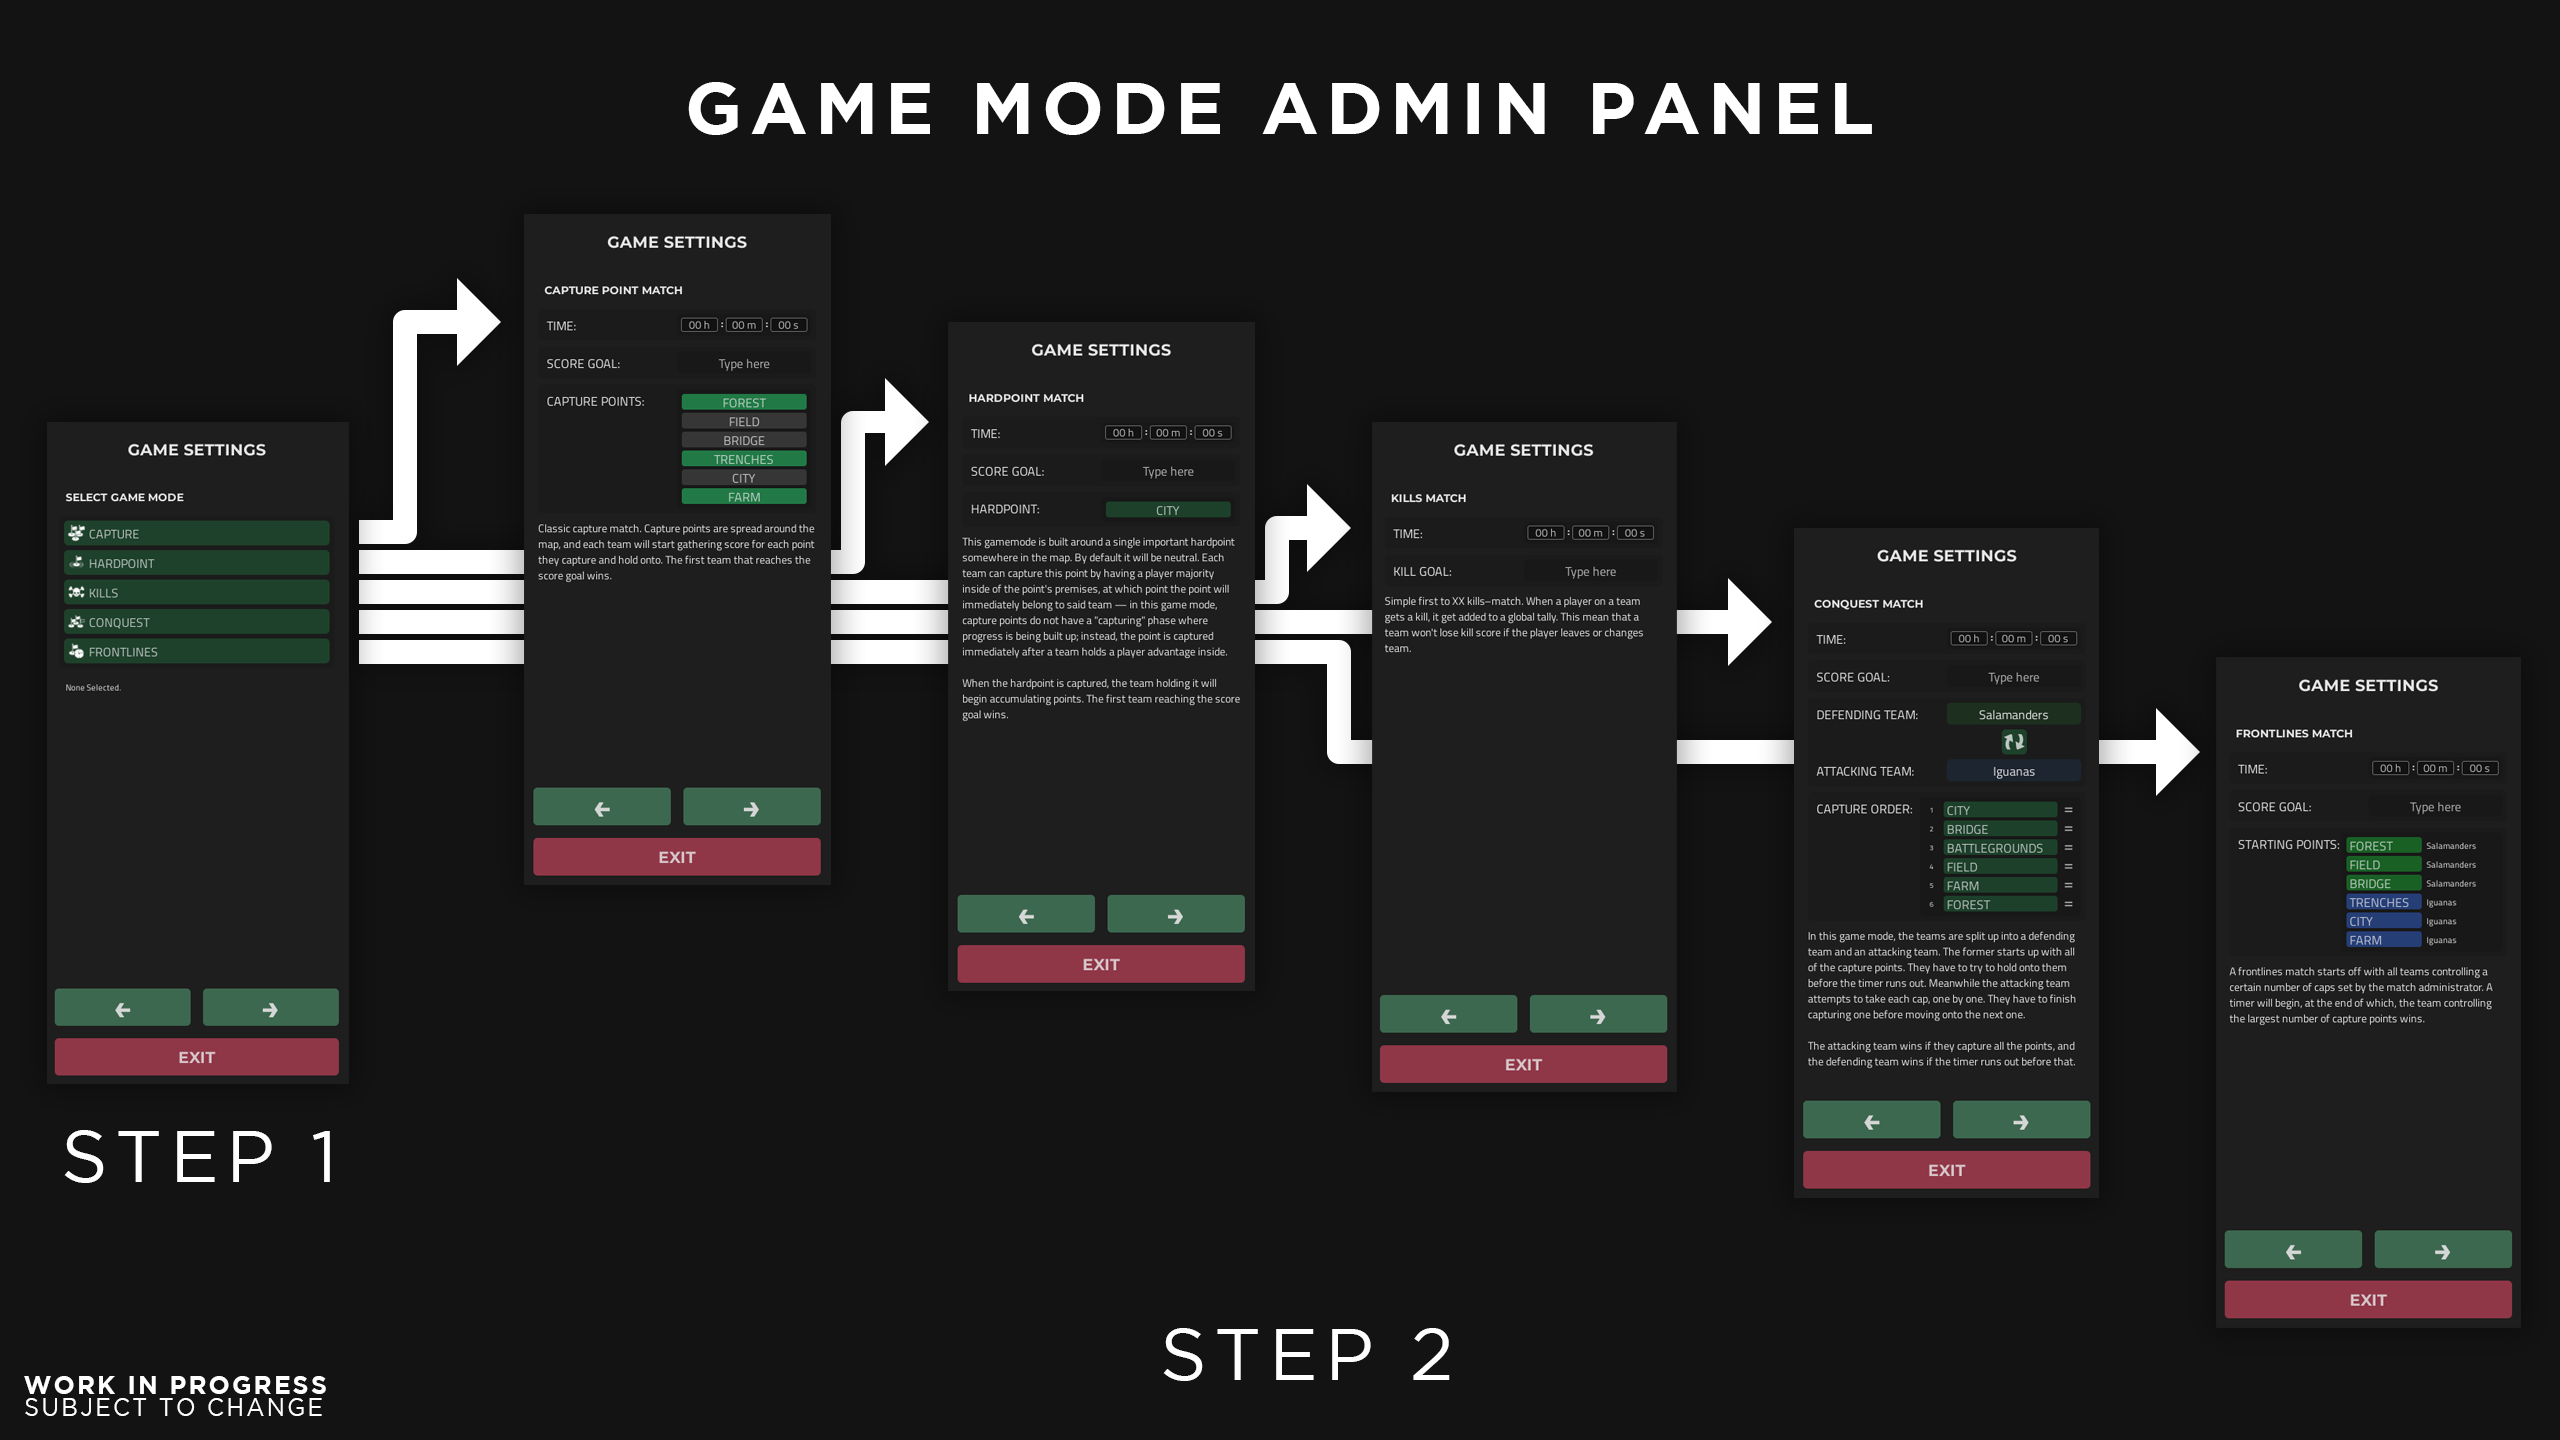 GAME MODE ADMIN PANEL
GAME SETTINGS
SELECT GAME MODE
CAPTURE
HARDPOINT
KILLS
CONQUEST
FRONTLINES
None Selected.
EXIT
STEP 1
GAME SETTINGS
CAPTURE POINT MATCH
TIME: 00 h : 00 m : 00 s
SCORE GOAL: Type here
CAPTURE POINTS: FOREST
FIELD
BRIDGE
TRENCHES
CITY
FARM
Classic capture match. Capture points are spread around the
map, and each team will start gathering score for each point
they capture and hold onto. The first team that reaches the
score goal wins.
EXIT
GAME SETTINGS
HARDPOINT MATCH
TIME: 00 h : 00 m : 00 s
SCORE GOAL: Type here
HARDPOINT: CITY
This gamemode is built around a single important hardpoint
somewhere in the map. By default it will be neutral. Each
team can capture this point by having a player majority
inside of the point's premises, at which point the point will
immediately belong to said team — in this game mode,
capture points do not have a "capturing" phase where
progress is being built up; instead, the point is captured
immediately after a team holds a player advantage inside.
When the hardpoint is captured, the team holding it will
begin accumulating points. The first team reaching the score
goal wins.
EXIT
GAME SETTINGS
KILLS MATCH
TIME: 00 h : 00 m : 00 s
KILL GOAL: Type here
Simple first to XX kills–match. When a player on a team
gets a kill, it get added to a global tally. This mean that a
team won't lose kill score if the player leaves or changes
team.
EXIT
GAME SETTINGS
CONQUEST MATCH
TIME: 00 h : 00 m : 00 s
SCORE GOAL: Type here
DEFENDING TEAM: Salamanders
ATTACKING TEAM: Iguanas
CAPTURE ORDER: 1 CITY =
2 BRIDGE =
3 BATTLEGROUNDS =
4 FIELD =
5 FARM =
6 FOREST =
In this game mode, the teams are split up into a defending
team and an attacking team. The former starts up with all
of the capture points. They have to try to hold onto them
before the timer runs out. Meanwhile the attacking team
attempts to take each cap, one by one. They have to finish
capturing one before moving onto the next one.
The attacking team wins if they capture all the points, and
the defending team wins if the timer runs out before that.
EXIT
GAME SETTINGS
FRONTLINES MATCH
TIME: 00 h : 00 m : 00 s
SCORE GOAL: Type here
STARTING POINTS: FOREST Salamanders
FIELD Salamanders
BRIDGE Salamanders
TRENCHES Iguanas
CITY Iguanas
FARM Iguanas
A frontlines match starts off with all teams controlling a
certain number of caps set by the match administrator. A
timer will begin, at the end of which, the team controlling
the largest number of capture points wins.
EXIT
STEP 2
WORK IN PROGRESS
SUBJECT TO CHANGE